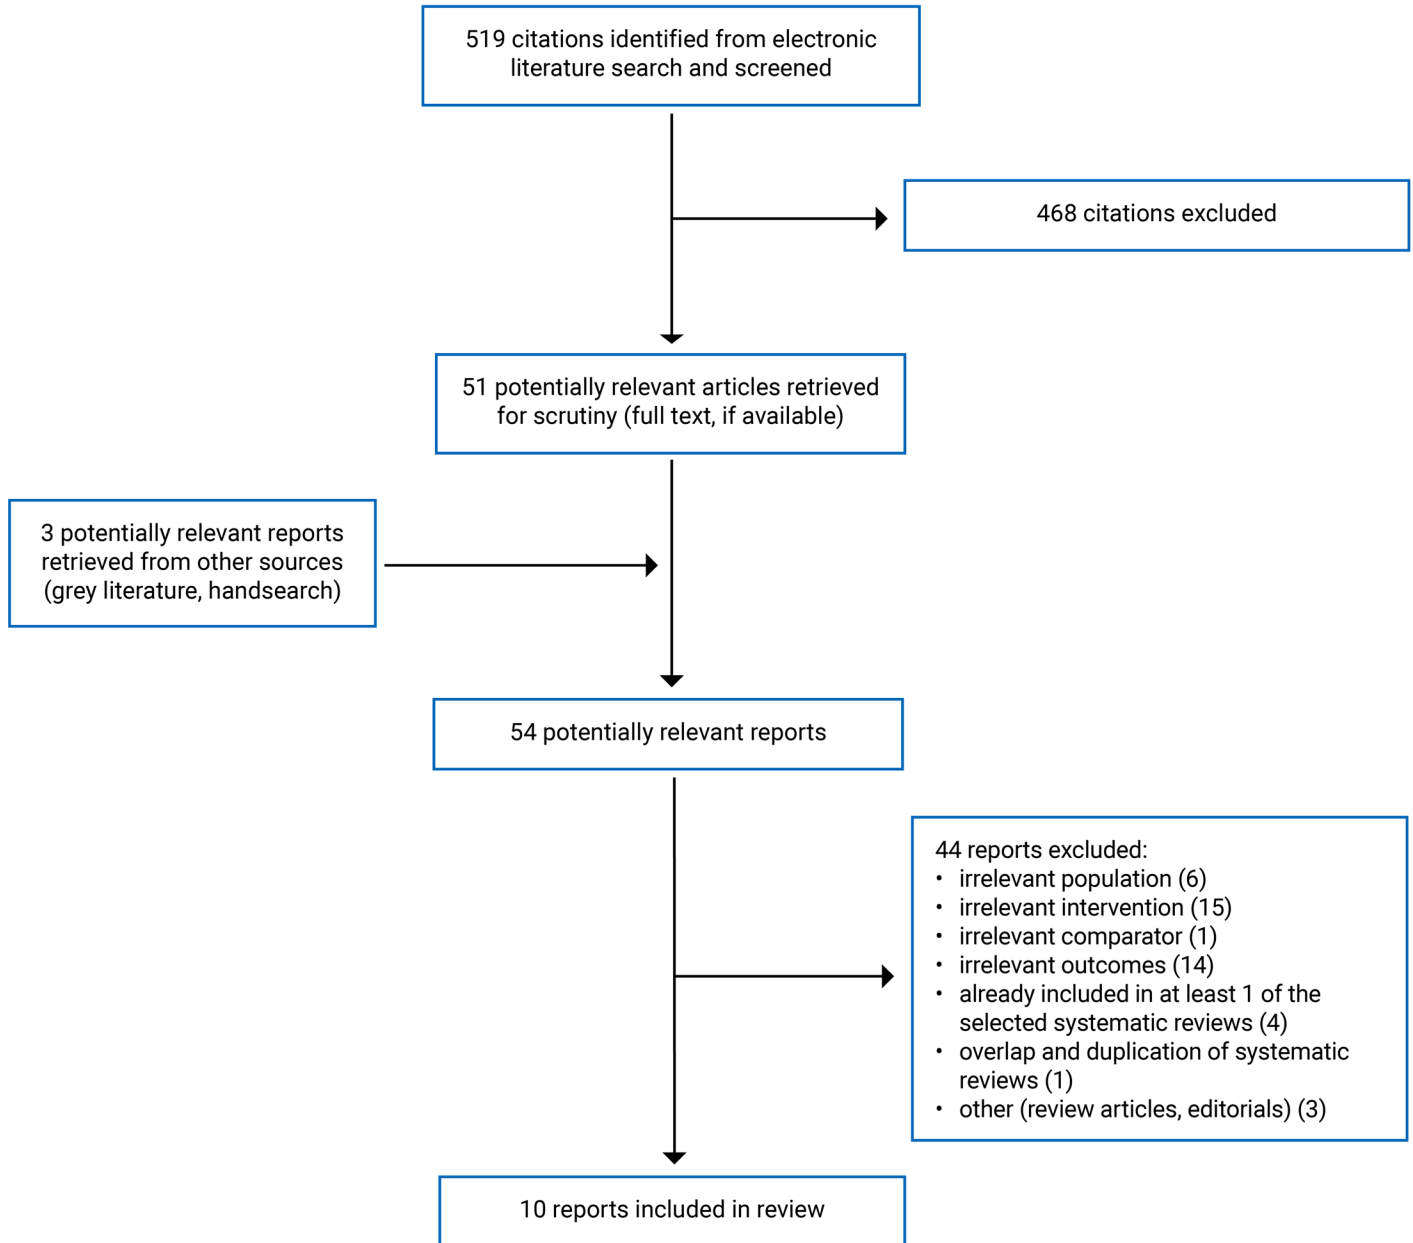 519 citations identified from electronic
literature search and screened
468 citations excluded
51 potentially relevant articles retrieved
for scrutiny (full text, if available)
3 potentially relevant reports
retrieved from other sources
(grey literature, handsearch)
54 potentially relevant reports
44 reports excluded:
• irrelevant population (6)
• irrelevant intervention (15)
• irrelevant comparator (1)
• irrelevant outcomes (14)
• already included in at least 1 of the
selected systematic reviews (4)
• overlap and duplication of systematic
reviews (1)
• other (review articles, editorials) (3)
10 reports included in review